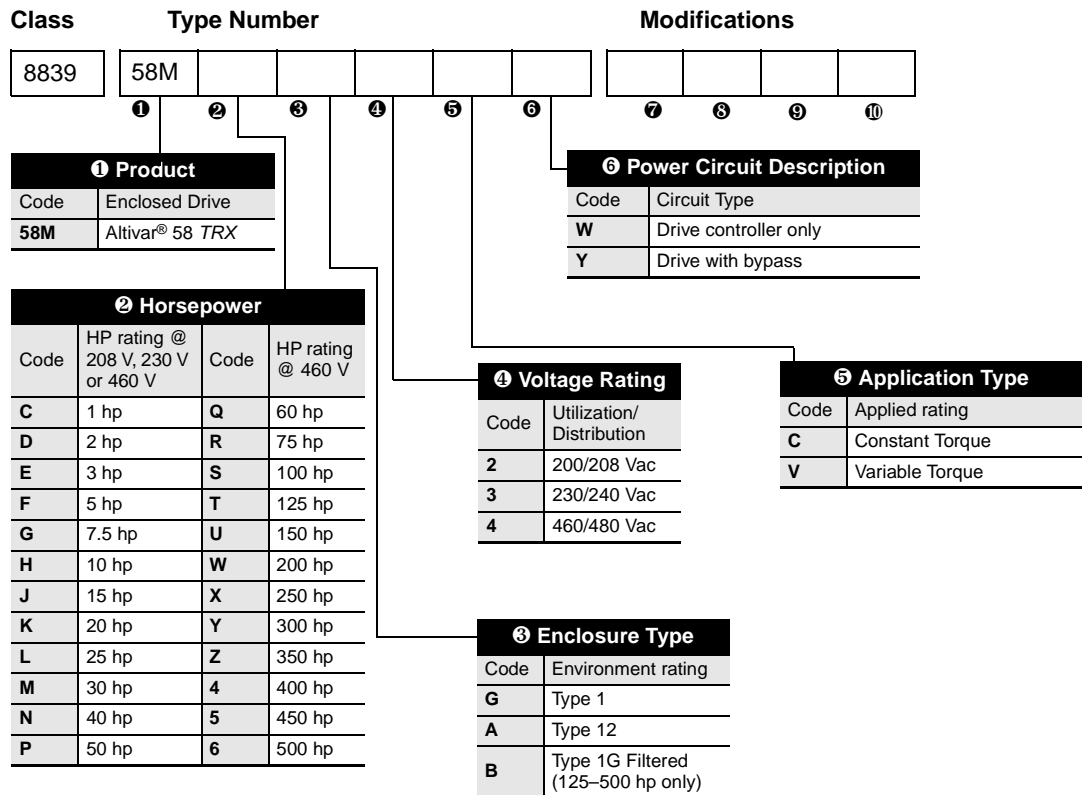 Class Type Number Modifications
8839 58M
❶ ❷ ❸ ❹ ❺ ❻ ❼ ❽ ❾ ❿
❶ Product
Code Enclosed Drive
58M Altivar® 58 TRX
❻ Power Circuit Description
Code Circuit Type
W Drive controller only
Y Drive with bypass
❷ Horsepower
Code HP rating @ 208 V, 230 V or 460 V Code HP rating @ 460 V
C 1 hp Q 60 hp
D 2 hp R 75 hp
E 3 hp S 100 hp
F 5 hp T 125 hp
G 7.5 hp U 150 hp
H 10 hp W 200 hp
J 15 hp X 250 hp
K 20 hp Y 300 hp
L 25 hp Z 350 hp
M 30 hp 4 400 hp
N 40 hp 5 450 hp
P 50 hp 6 500 hp
❹ Voltage Rating
Code Utilization/
Distribution
2 200/208 Vac
3 230/240 Vac
4 460/480 Vac
❺ Application Type
Code Applied rating
C Constant Torque
V Variable Torque
❸ Enclosure Type
Code Environment rating
G Type 1
A Type 12
B Type 1G Filtered
(125–500 hp only)